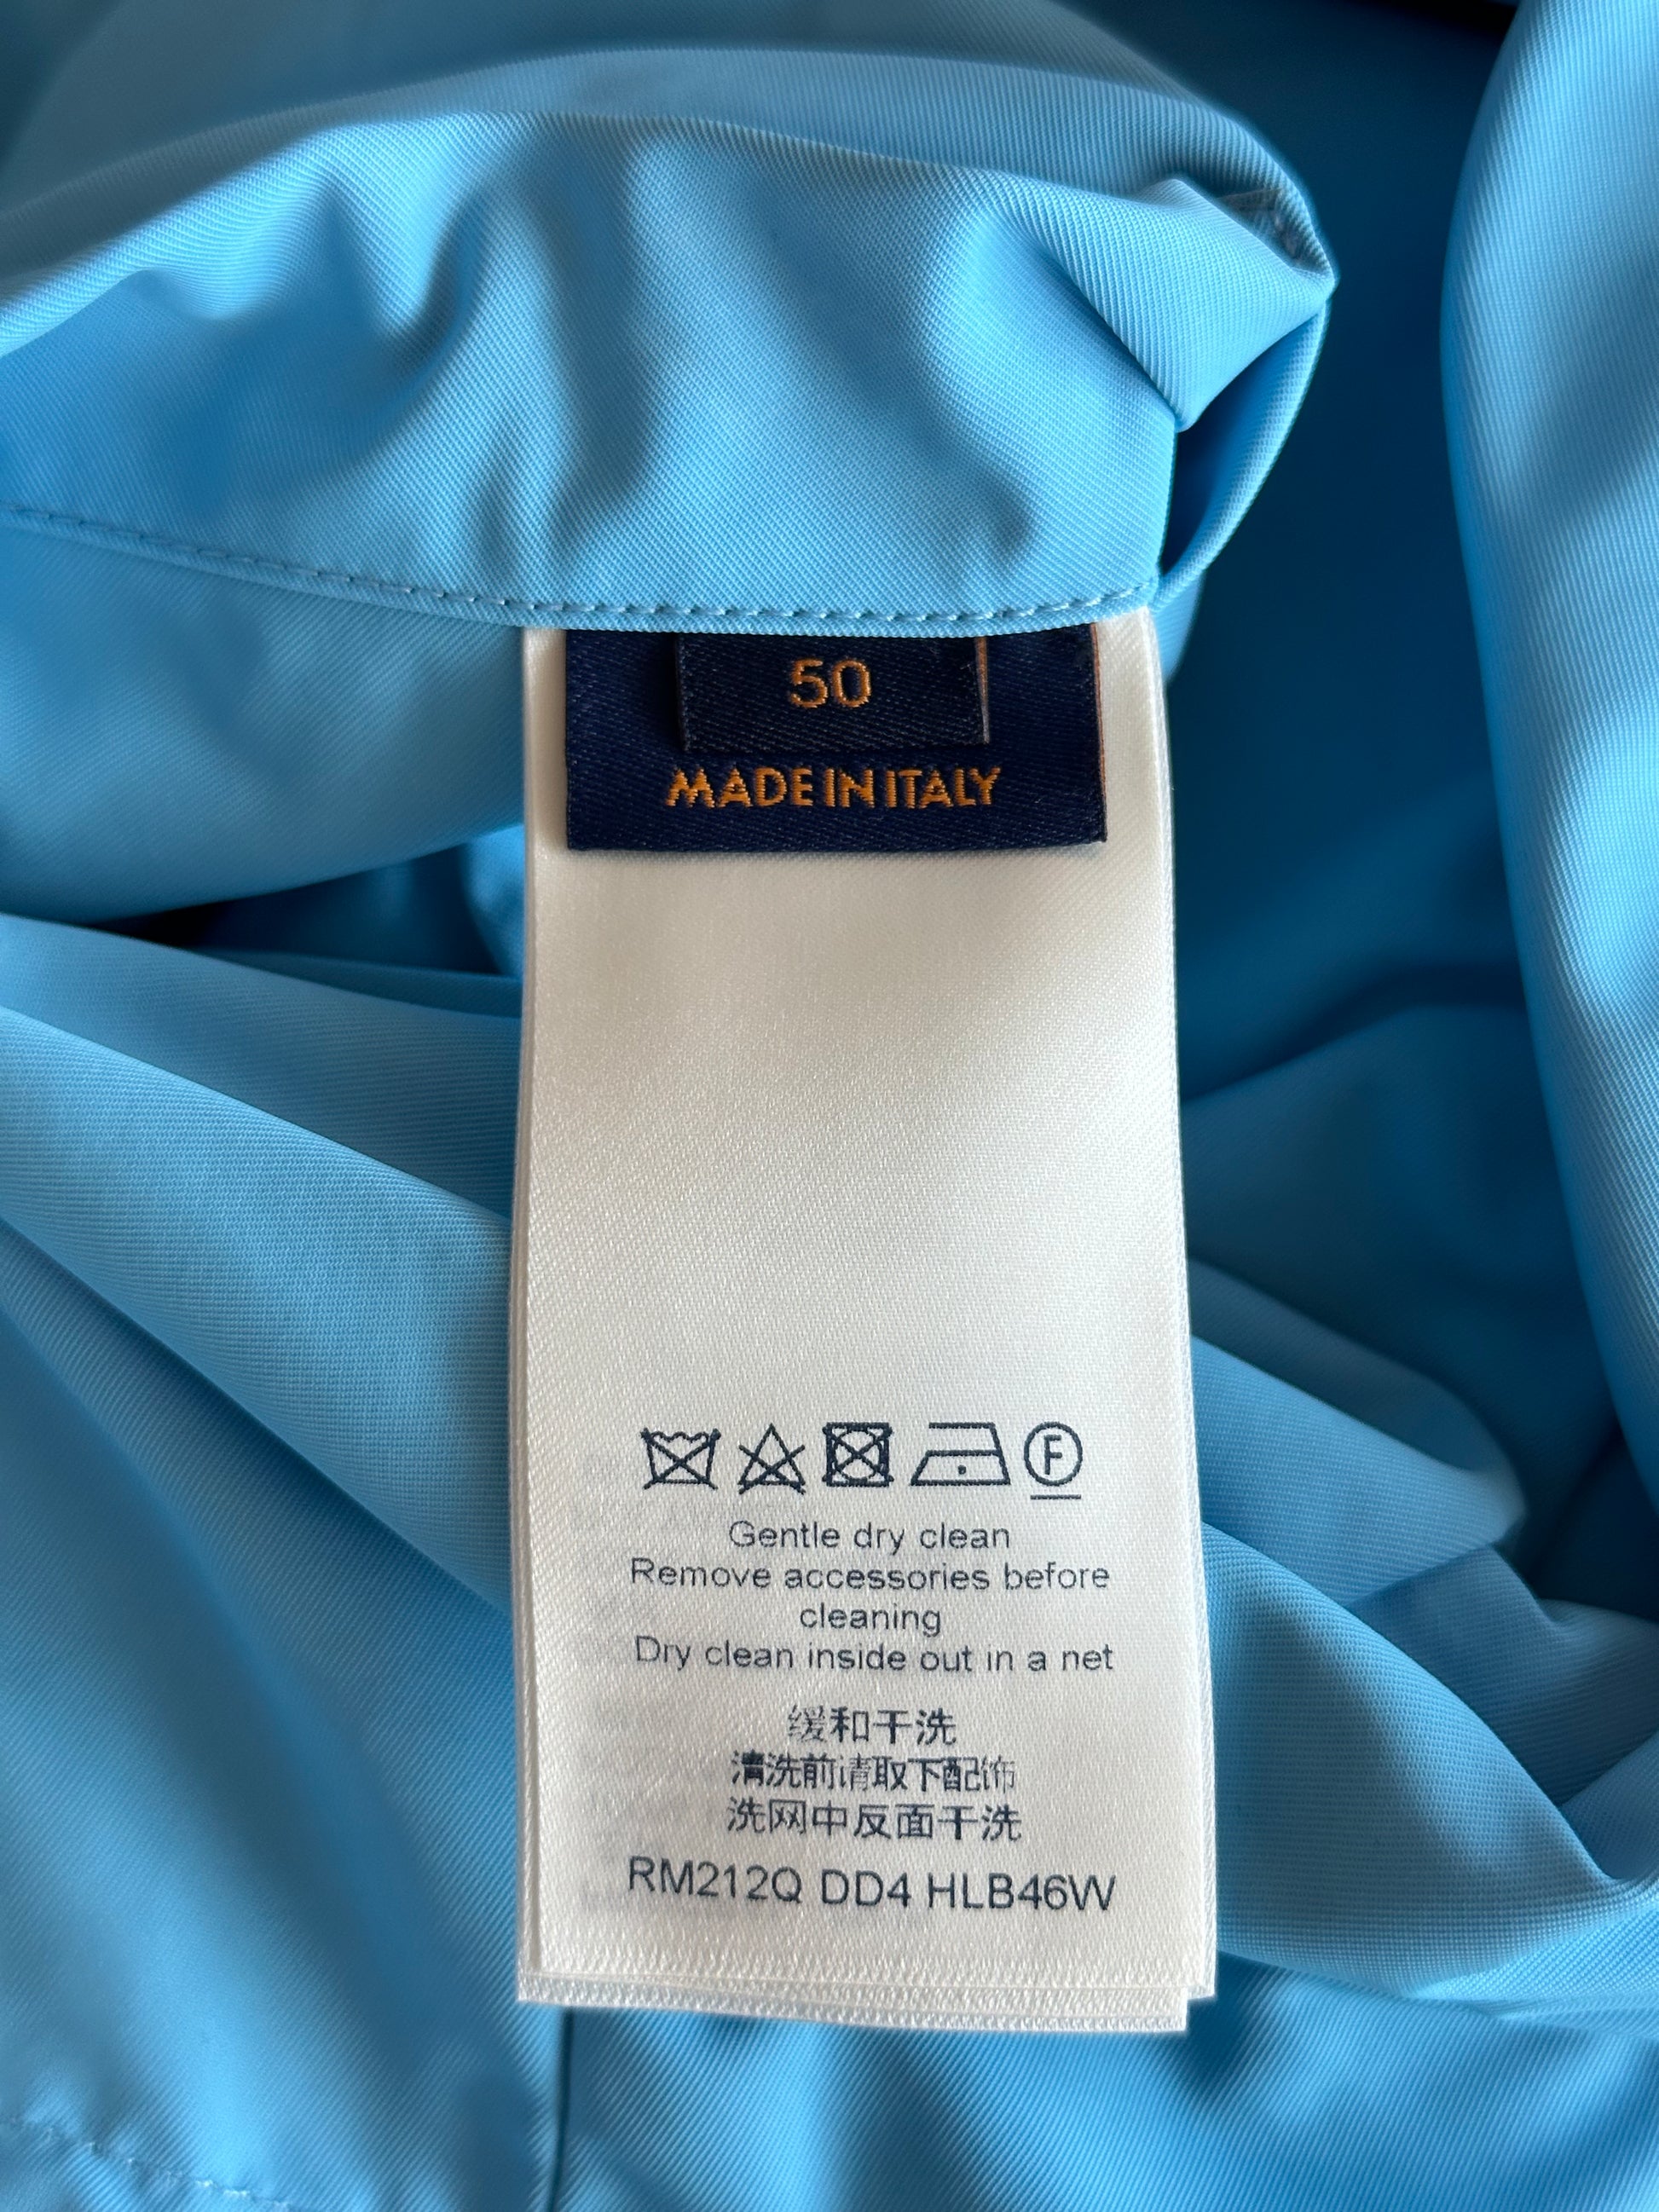 50
MADE IN ITALY
F
Gentle dry clean
Remove accessories before
cleaning
Dry clean inside out in a net
缓和干洗
清洗前请取下配饰
洗网中反面干洗
RM212Q DD4 HLB46W